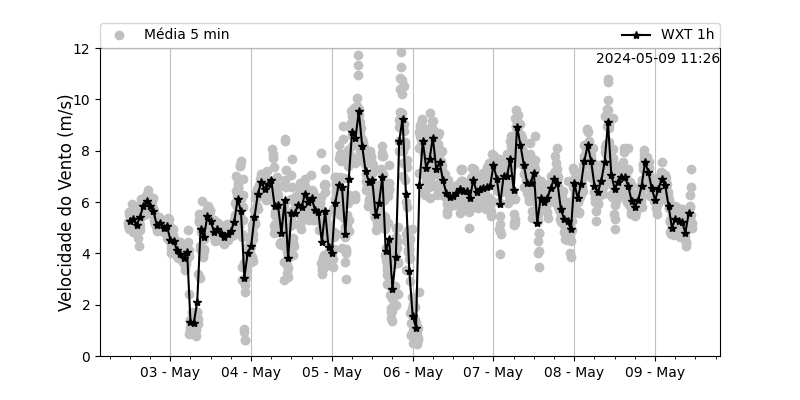 Média 5 min
WXT 1h
2024-05-09 11:26
Velocidade do Vento (m/s)
12
10
8
6
4
2
0
03 - May
04 - May
05 - May
06 - May
07 - May
08 - May
09 - May